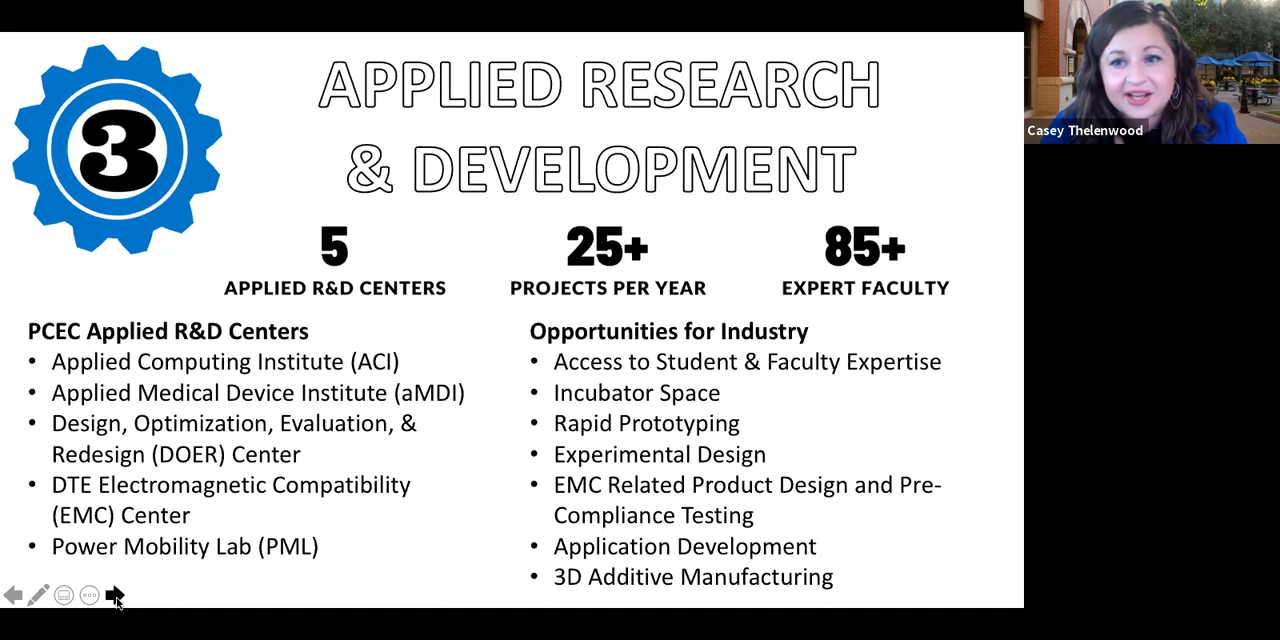 3
APPLIED RESEARCH
& DEVELOPMENT
5
APPLIED R&D CENTERS
25+
PROJECTS PER YEAR
85+
EXPERT FACULTY
PCEC Applied R&D Centers
• Applied Computing Institute (ACI)
• Applied Medical Device Institute (aMDI)
• Design, Optimization, Evaluation, &
Redesign (DOER) Center
• DTE Electromagnetic Compatibility
(EMC) Center
• Power Mobility Lab (PML)
Opportunities for Industry
• Access to Student & Faculty Expertise
• Incubator Space
• Rapid Prototyping
• Experimental Design
• EMC Related Product Design and Pre-
Compliance Testing
• Application Development
• 3D Additive Manufacturing
Casey Thelenwood